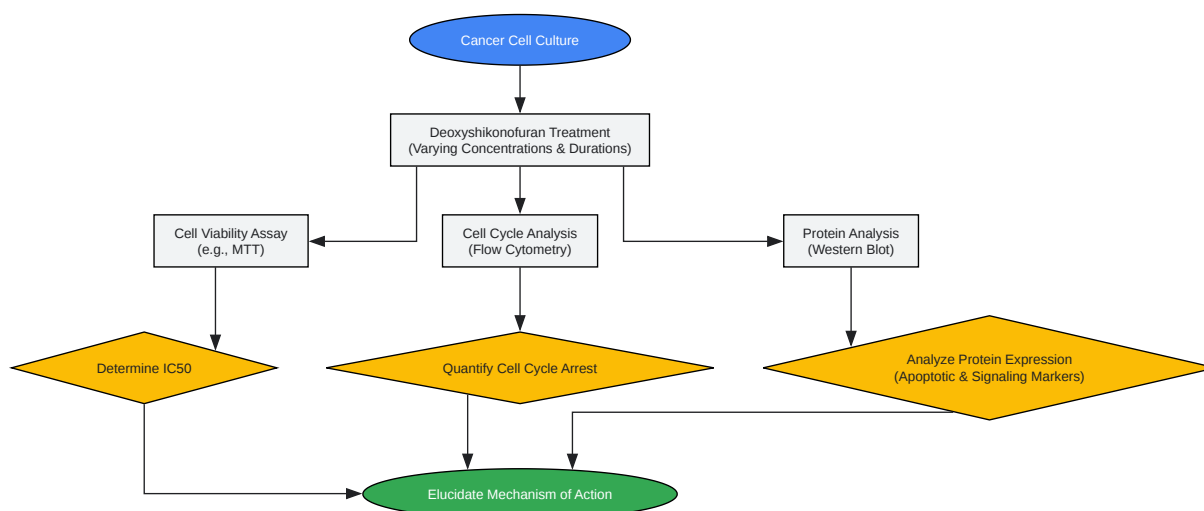 Cancer Cell Culture
Deoxyshikonofuran Treatment
(Varying Concentrations & Durations)
Cell Viability Assay
(e.g., MTT)
Cell Cycle Analysis
(Flow Cytometry)
Protein Analysis
(Western Blot)
Determine IC50
Quantify Cell Cycle Arrest
Analyze Protein Expression
(Apoptotic & Signaling Markers)
Elucidate Mechanism of Action